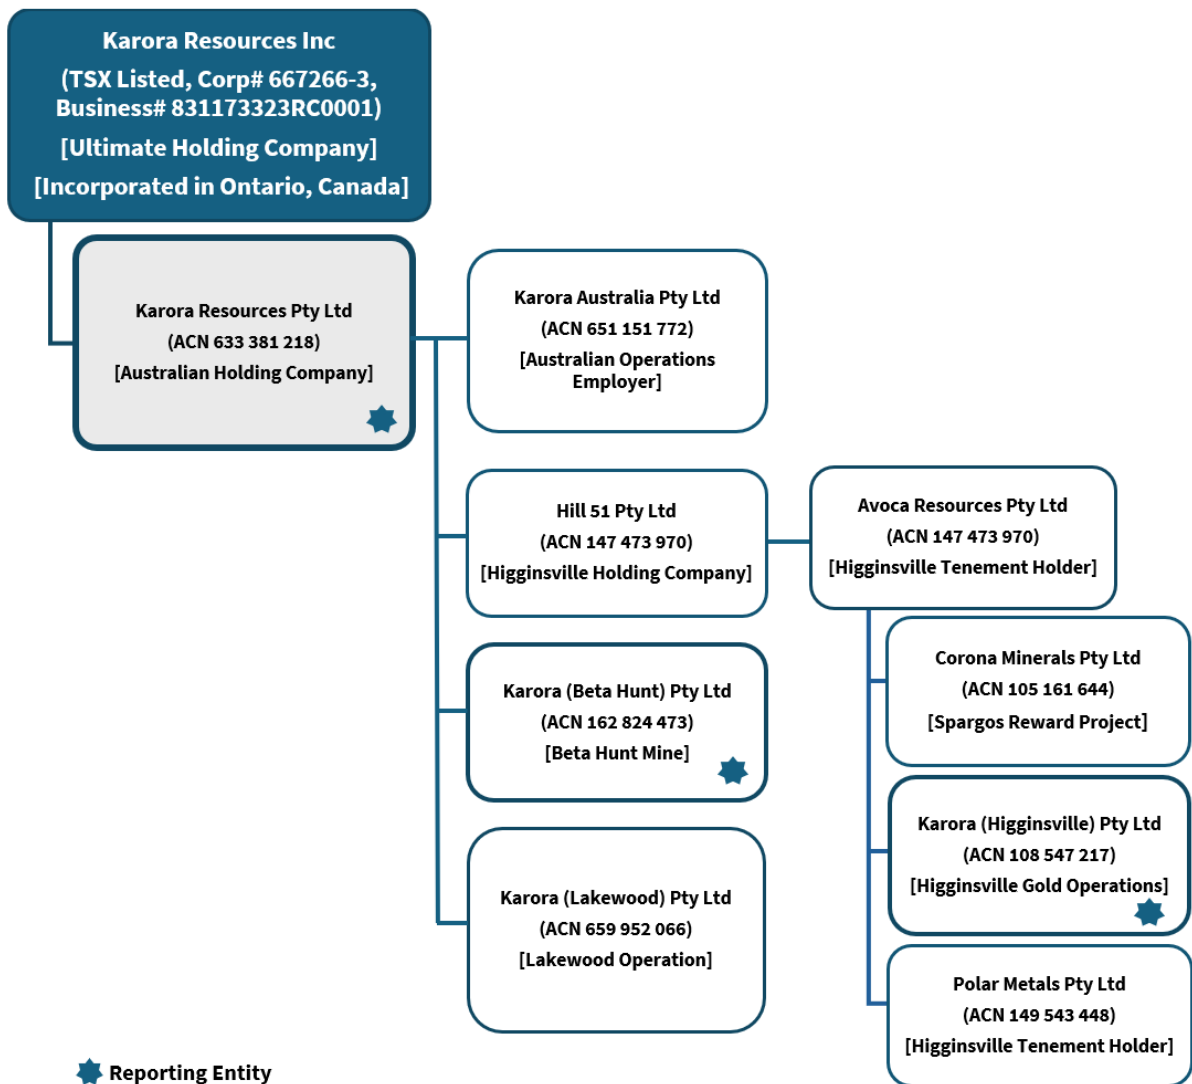 Karora Resources Inc
(TSX Listed, Corp# 667266-3,
Business# 831173323RC0001)
[Ultimate Holding Company]
[Incorporated in Ontario, Canada]
Karora Resources Pty Ltd
(ACN 633 381 218)
[Australian Holding Company]
Karora Australia Pty Ltd
(ACN 651 151 772)
[Australian Operations
Employer]
Hill 51 Pty Ltd
(ACN 147 473 970)
[Higginsville Holding Company]
Avoca Resources Pty Ltd
(ACN 147 473 970)
[Higginsville Tenement Holder]
Karora (Beta Hunt) Pty Ltd
(ACN 162 824 473)
[Beta Hunt Mine]
Corona Minerals Pty Ltd
(ACN 105 161 644)
[Spargos Reward Project]
Karora (Higginsville) Pty Ltd
(ACN 108 547 217)
[Higginsville Gold Operations]
Karora (Lakewood) Pty Ltd
(ACN 659 952 066)
[Lakewood Operation]
Polar Metals Pty Ltd
(ACN 149 543 448)
[Higginsville Tenement Holder]
Reporting Entity